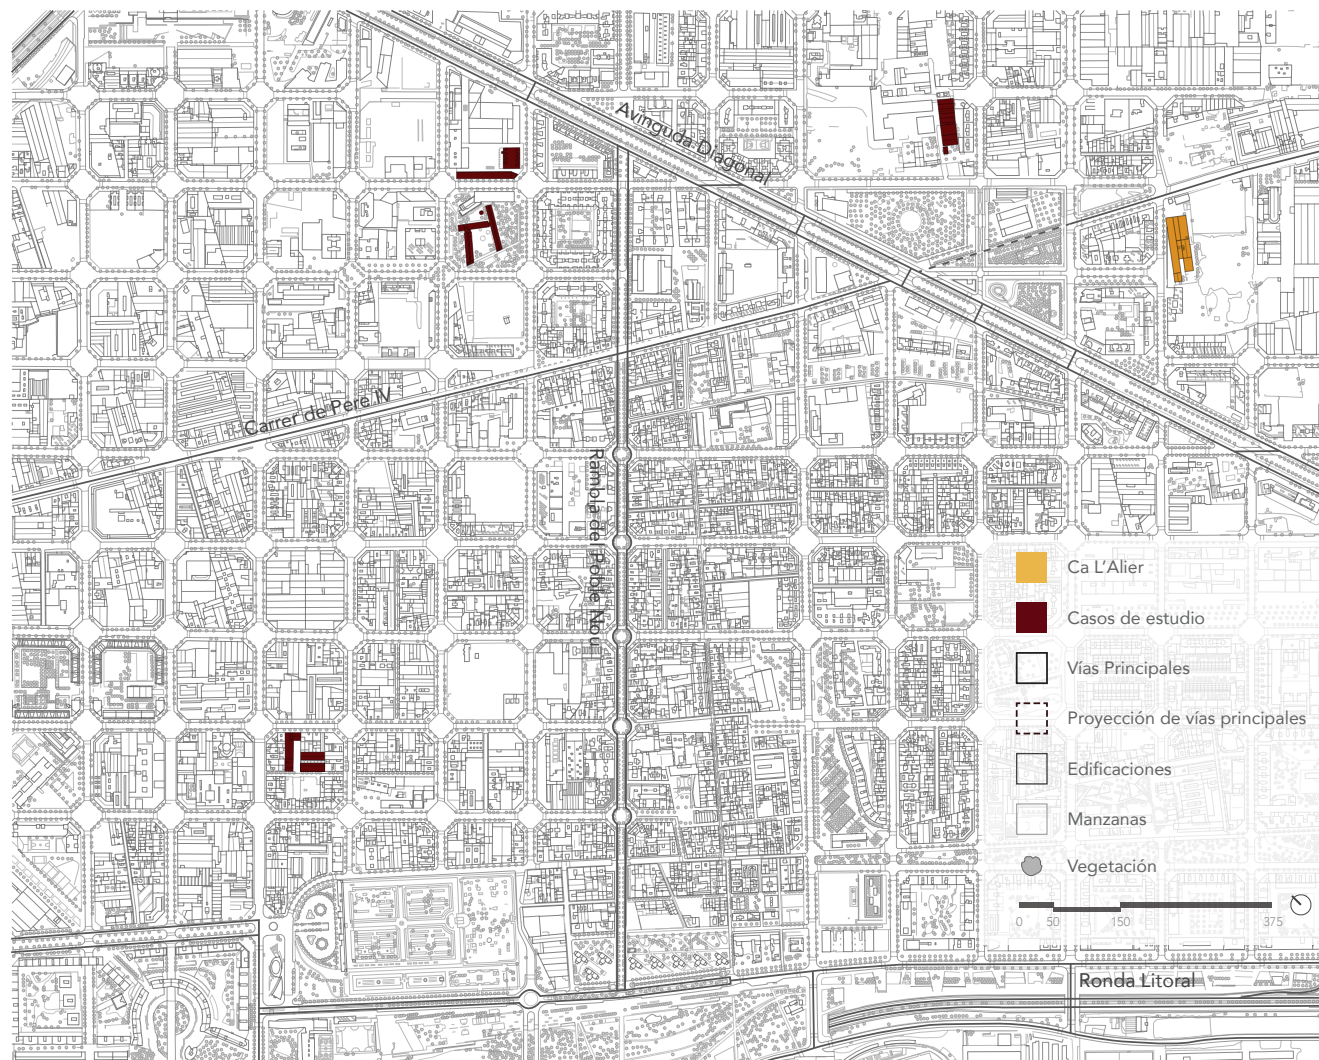 Avinguda Diagonal
Carrer de Pere IV
Rambla de Poble Nou
Ca L'Alier
Casos de estudio
Vías Principales
Proyección de vías principales
Edificaciones
Manzanas
Vegetación
0 50 150 375
Ronda Litoral